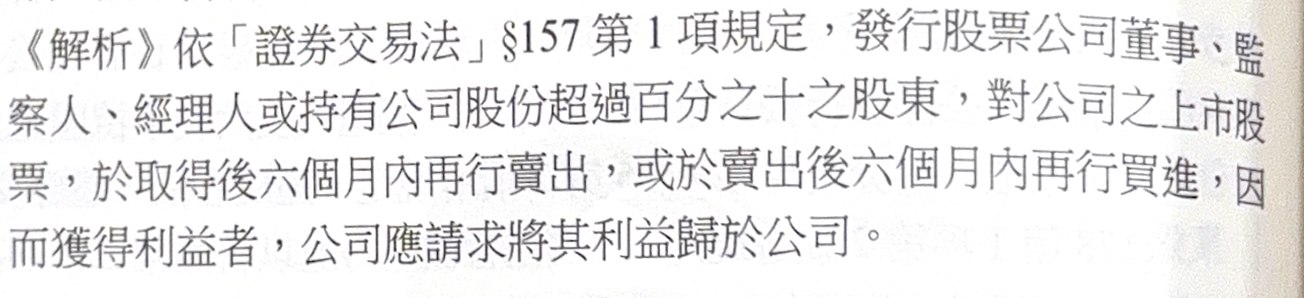 《解析》依「證券交易法」§157 第 1 項規定，發行股票公司董事、監
察人、經理人或持有公司股份超過百分之十之股東，對公司之上市股
票，於取得後六個月內再行賣出，或於賣出後六個月內再行買進，因
而獲得利益者，公司應請求將其利益歸於公司。